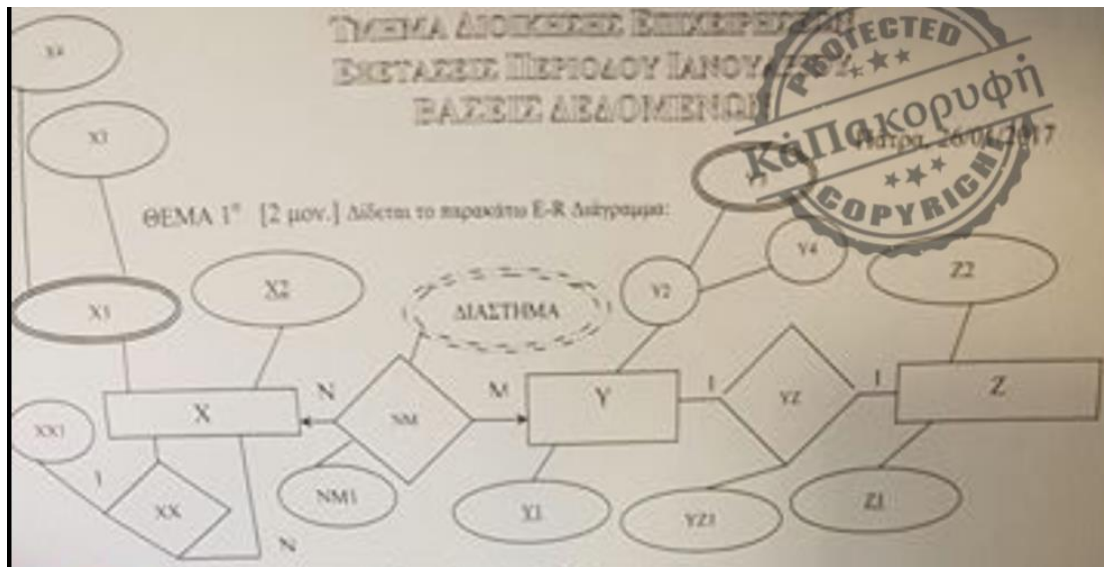 ΤΜΗΜΑ ΔΙΟΙΚΗΣΗΣ ΕΠΙΧΕΙΡΗΣΕΩΝ
ΕΞΕΤΑΣΕΙΣ ΠΕΡΙΟΔΟΥ ΙΑΝΟΥΑΡΙΟΥ
ΒΑΣΕΙΣ ΔΕΔΟΜΕΝΩΝ
PROTECTED
ΚάΠακορυφή
COPYRIGHT
Πάτρα, 26/01/2017
X4
X3
ΘΕΜΑ 1° [2 μον.] Δίδεται το παρακάτω E-R Διάγραμμα:
Y4
Z2
X2
Y2
ΔΙΑΣΤΗΜΑ
X1
N
M
1
1
X
NM
Y
YZ
Z
XX1
1
NM1
Y1
YZ1
Z1
XX
N